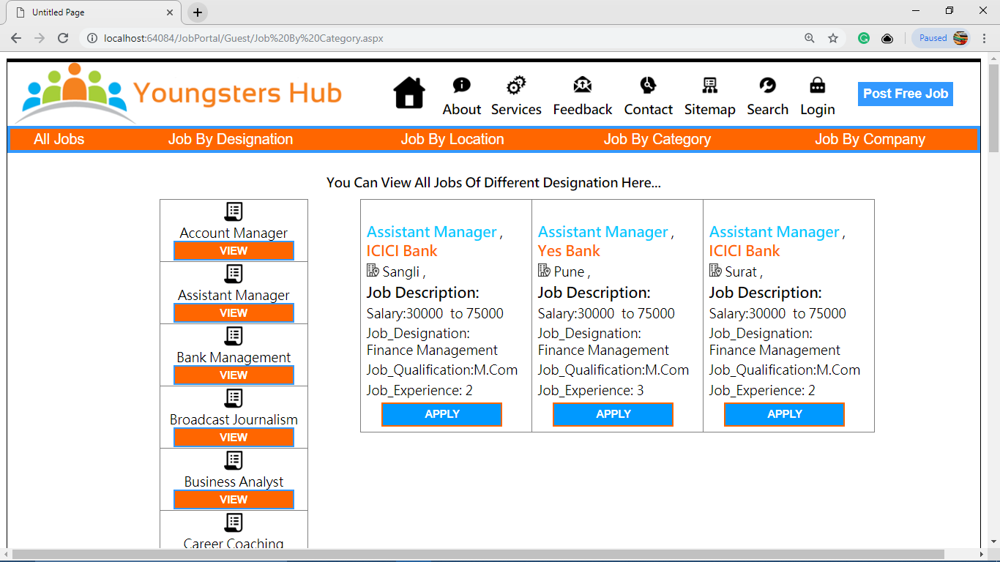 Untitled Page
localhost:64084/JobPortal/Guest/Job%20By%20Category.aspx
Paused
Youngsters Hub
About Services Feedback Contact Sitemap Search Login
Post Free Job
All Jobs Job By Designation Job By Location Job By Category Job By Company
You Can View All Jobs Of Different Designation Here...
Account Manager
VIEW
Assistant Manager
VIEW
Bank Management
VIEW
Broadcast Journalism
VIEW
Business Analyst
VIEW
Career Coaching
Assistant Manager ,
ICICI Bank
Sangli ,
Job Description:
Salary:30000 to 75000
Job_Designation:
Finance Management
Job_Qualification:M.Com
Job_Experience: 2
APPLY
Assistant Manager ,
Yes Bank
Pune ,
Job Description:
Salary:30000 to 75000
Job_Designation:
Finance Management
Job_Qualification:M.Com
Job_Experience: 3
APPLY
Assistant Manager ,
ICICI Bank
Surat ,
Job Description:
Salary:30000 to 75000
Job_Designation:
Finance Management
Job_Qualification:M.Com
Job_Experience: 2
APPLY